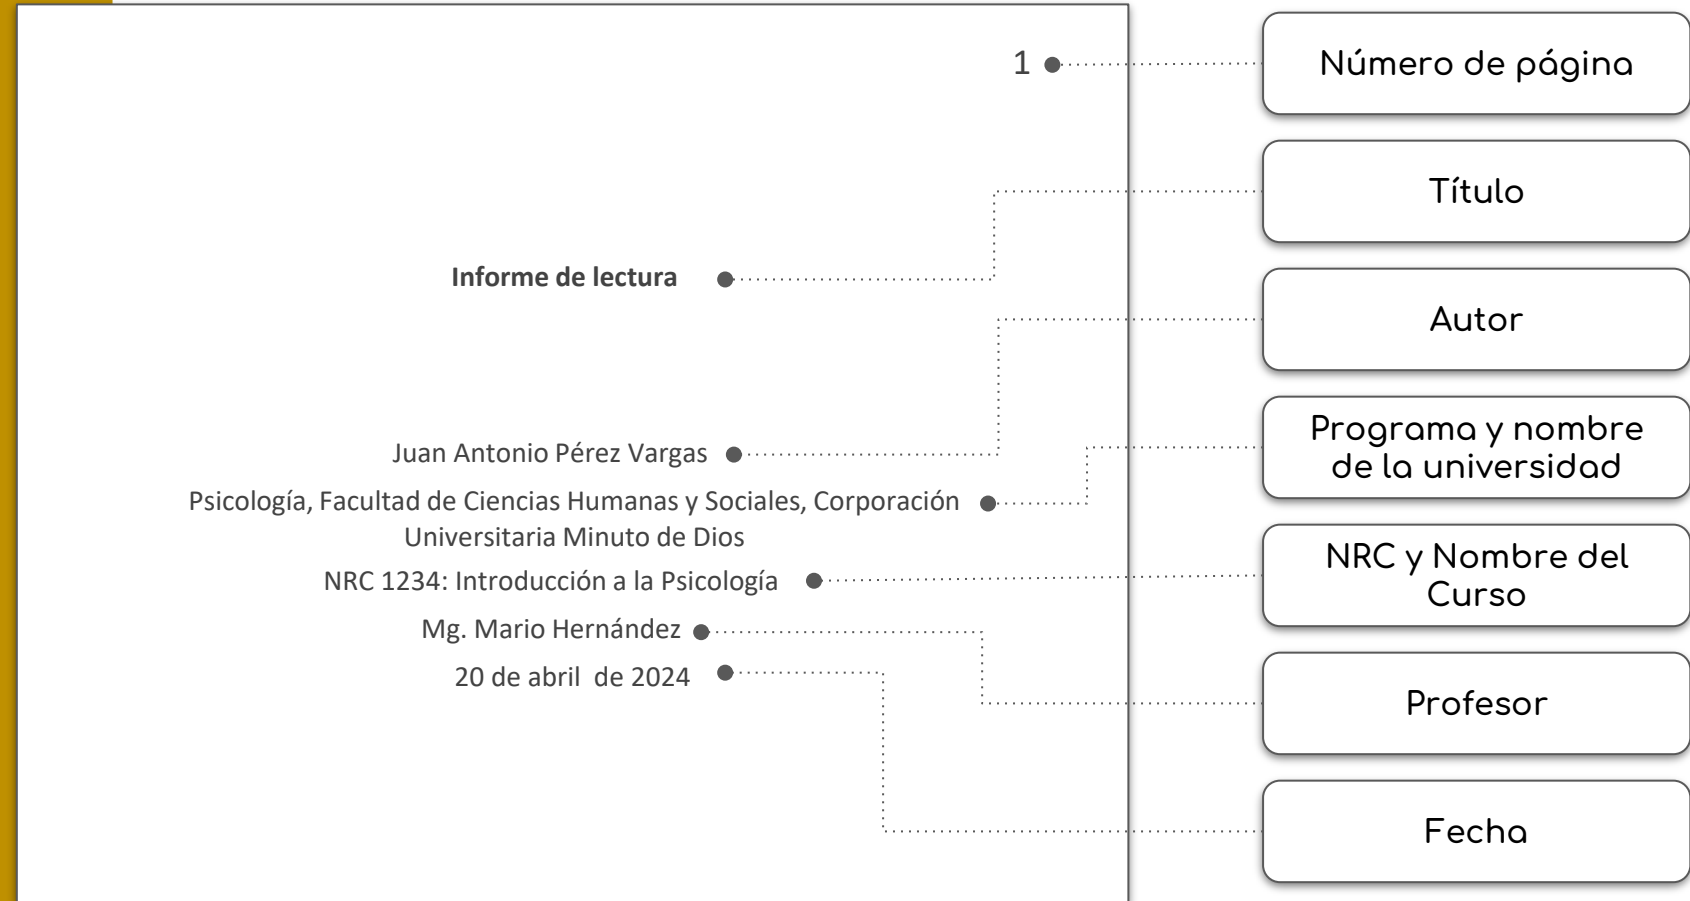 1
Número de página
Título
Informe de lectura
Autor
Juan Antonio Pérez Vargas
Programa y nombre
de la universidad
Psicología, Facultad de Ciencias Humanas y Sociales, Corporación
Universitaria Minuto de Dios
NRC y Nombre del
Curso
NRC 1234: Introducción a la Psicología
Mg. Mario Hernández
Profesor
20 de abril  de 2024
Fecha